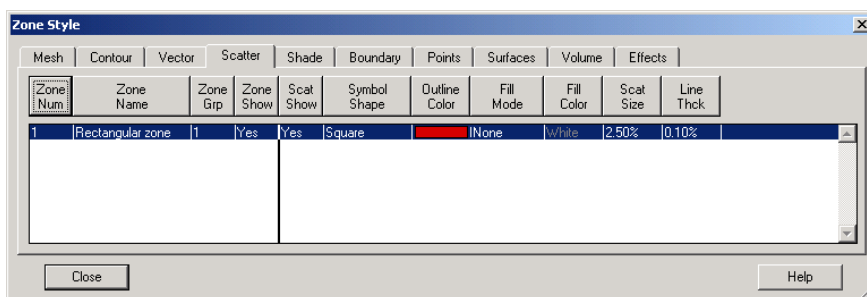 Zone Style
Mesh Contour Vector Scatter Shade Boundary Points Surfaces Volume Effects
Zone Num Zone Name Zone Grp Zone Show Scat Show Symbol Shape Outline Color Fill Mode Fill Color Scat Size Line Thck
1 Rectangular zone 1 Yes Yes Square None White 2.50% 0.10%
Close Help